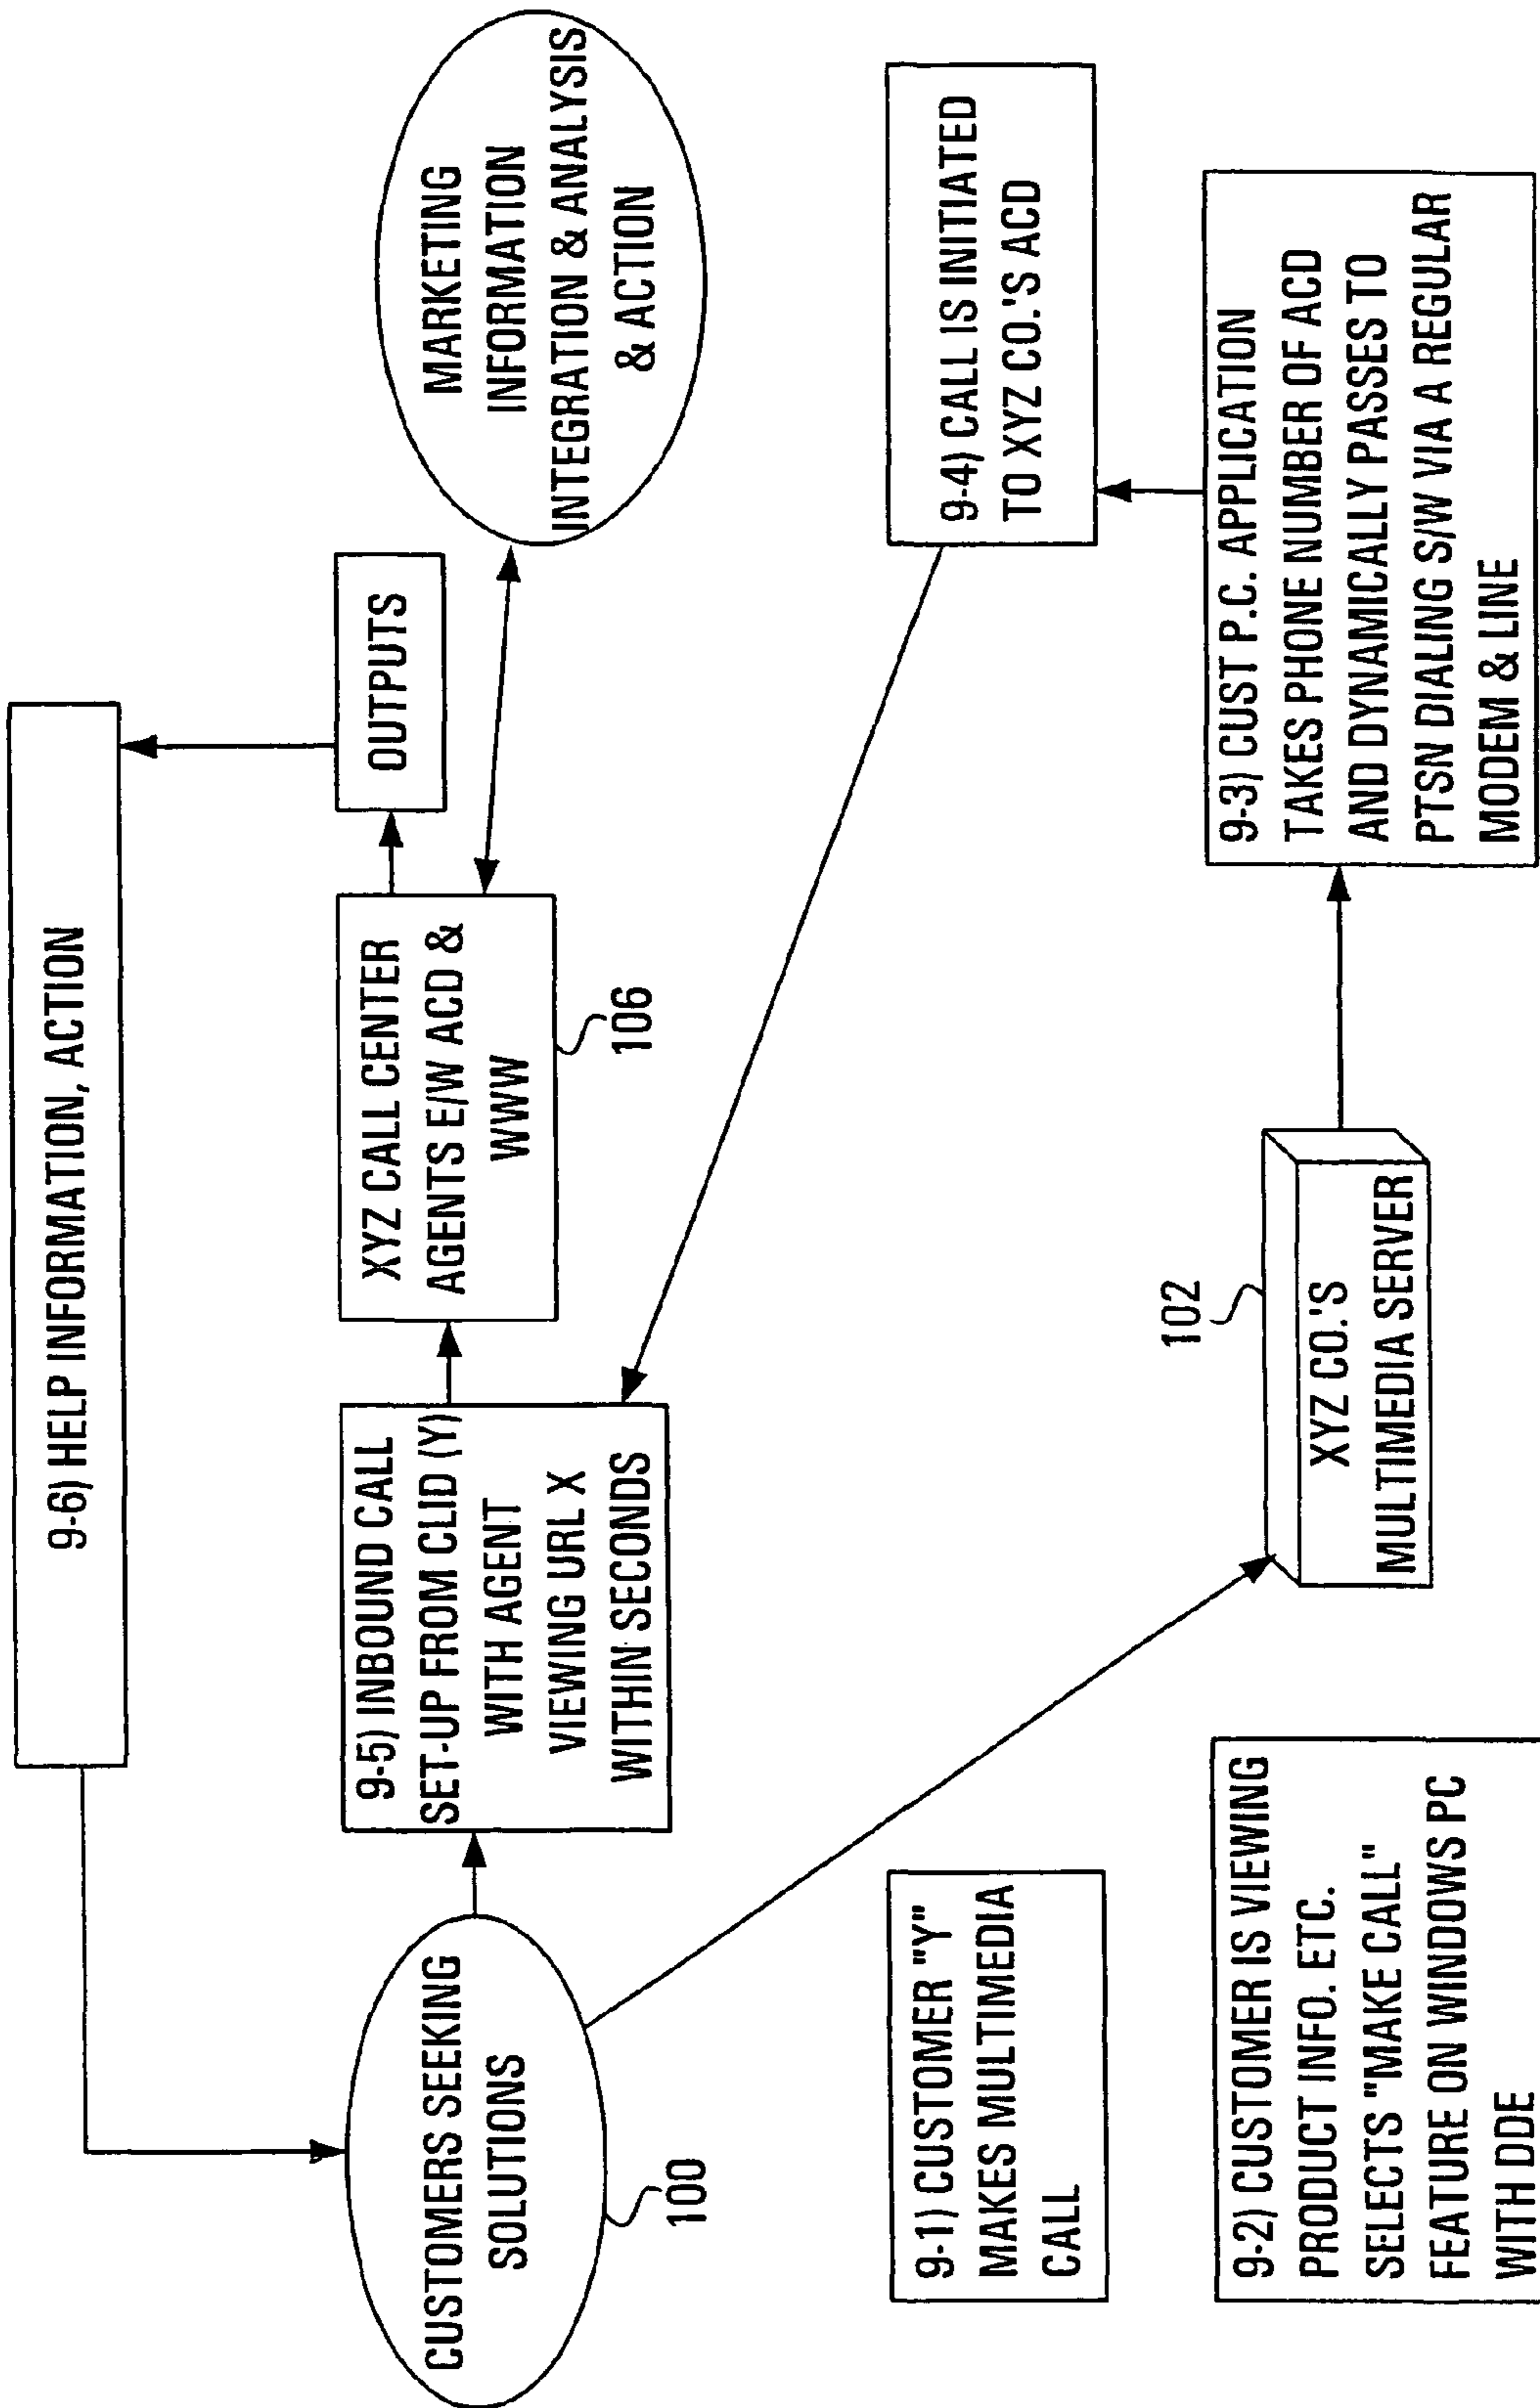 9-6) HELP INFORMATION, ACTION
CUSTOMERS SEEKING
SOLUTIONS
100
9-5) INBOUND CALL
SET-UP FROM CLID (Y)
WITH AGENT
VIEWING URL X
WITHIN SECONDS
XYZ CALL CENTER
AGENTS E/W ACD &
WWW
106
OUTPUTS
MARKETING
INFORMATION
INTEGRATION & ANALYSIS
& ACTION
9-1) CUSTOMER "Y"
MAKES MULTIMEDIA
CALL
9-4) CALL IS INITIATED
TO XYZ CO.'S ACD
9-2) CUSTOMER IS VIEWING
PRODUCT INFO. ETC.
SELECTS "MAKE CALL"
FEATURE ON WINDOWS PC
WITH DDE
102
XYZ CO.'S
MULTIMEDIA SERVER
9-3) CUST P.C. APPLICATION
TAKES PHONE NUMBER OF ACD
AND DYNAMICALLY PASSES TO
PTSN DIALING S/W VIA A REGULAR
MODEM & LINE